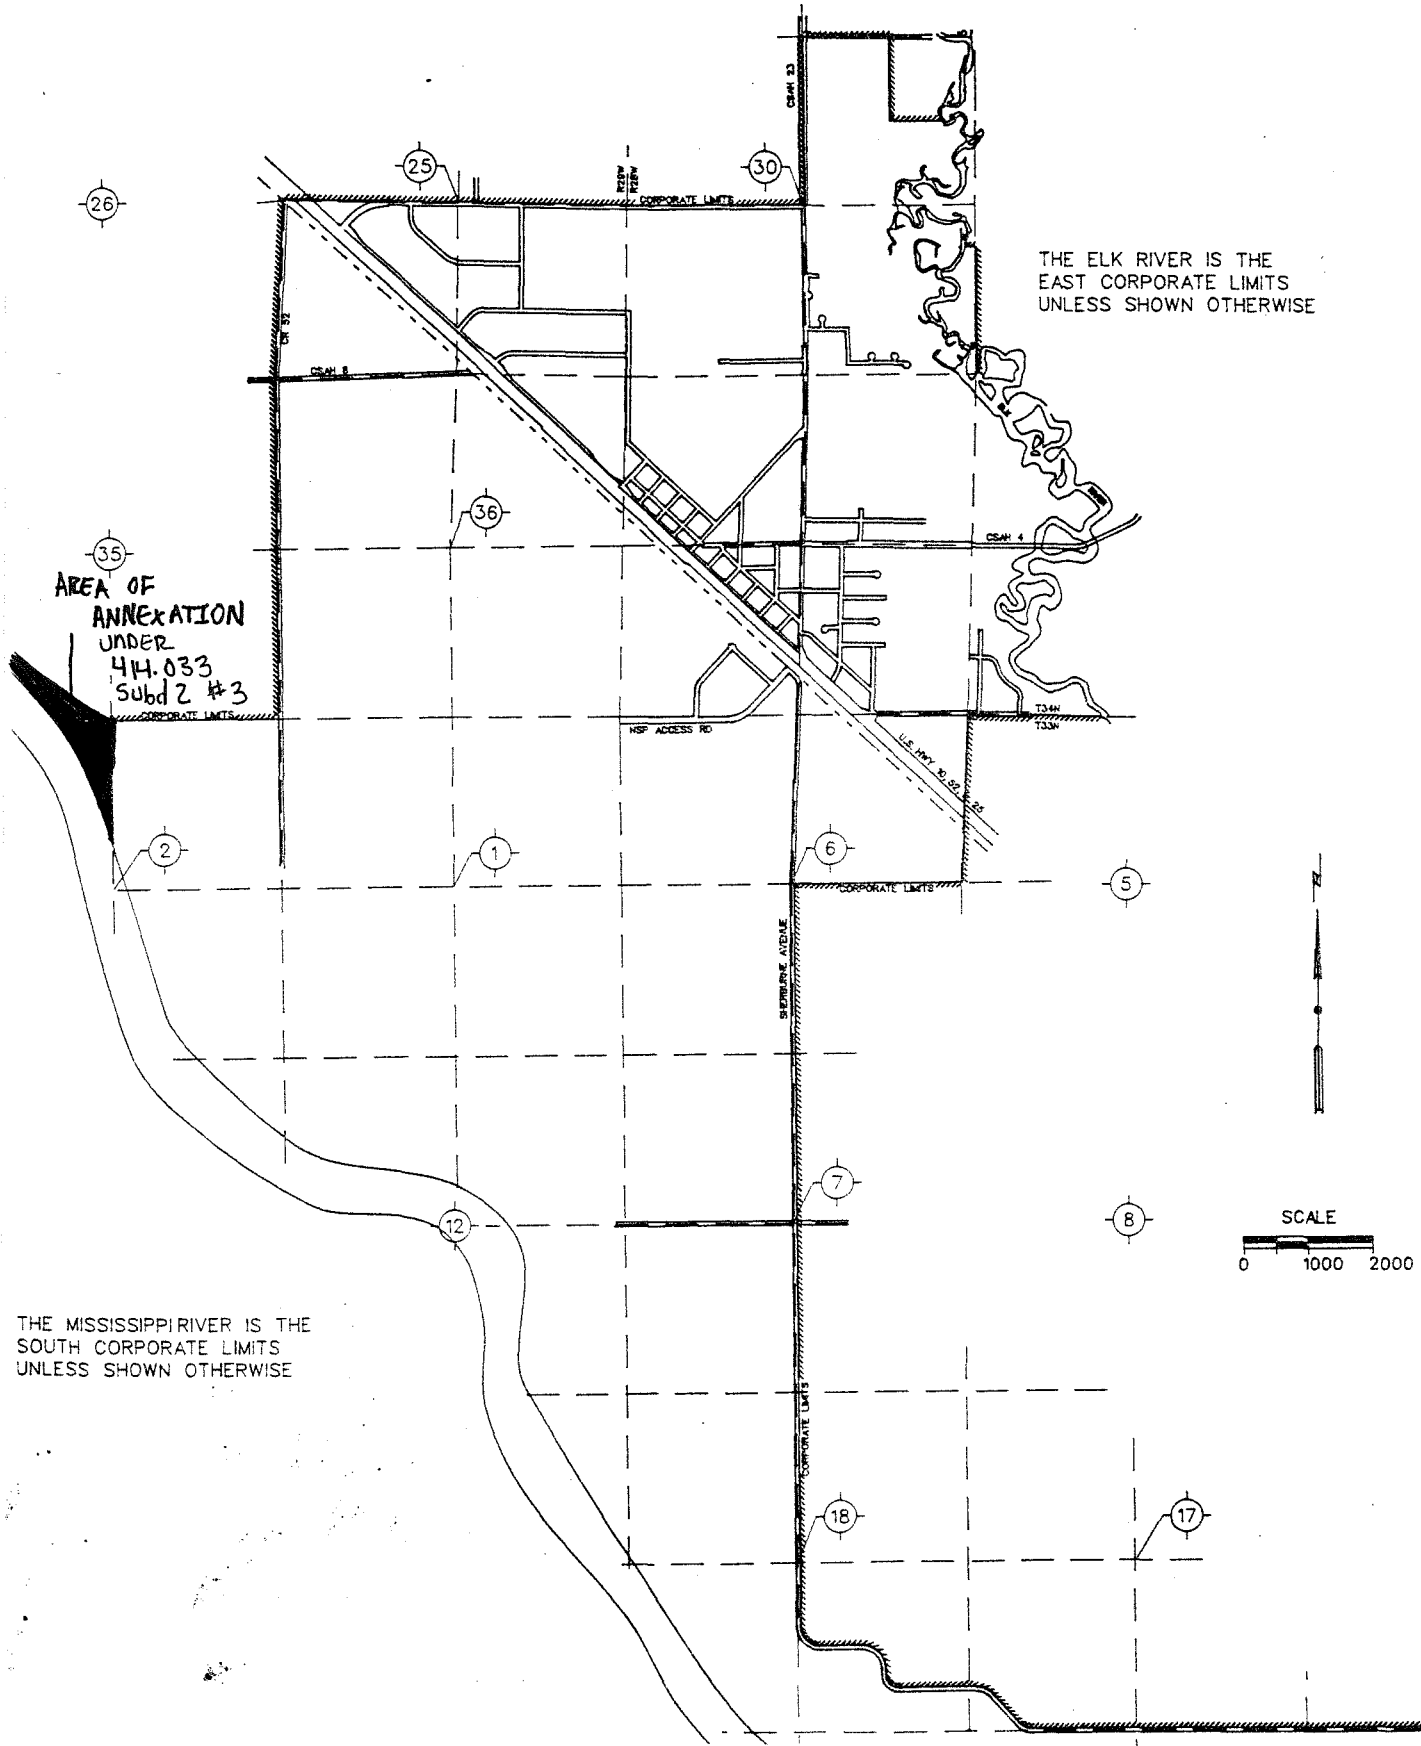 CSAH 23
25
30
R29W
R28W
CORPORATE LIMITS
26
THE ELK RIVER IS THE
EAST CORPORATE LIMITS
UNLESS SHOWN OTHERWISE
CR 52
CSAH 8
ELK
RIVER
36
CSAH 4
35
AREA OF
ANNEXATION
UNDER
414.033
Subd 2 #3
CORPORATE LIMITS
NSP ACCESS RD
T34N
T33N
U.S. HWY 10, 52, 25
2
1
6
5
CORPORATE LIMITS
SHERBURNE AVENUE
N
7
12
8
SCALE
0 1000 2000
THE MISSISSIPPI RIVER IS THE
SOUTH CORPORATE LIMITS
UNLESS SHOWN OTHERWISE
CORPORATE LIMITS
18
17